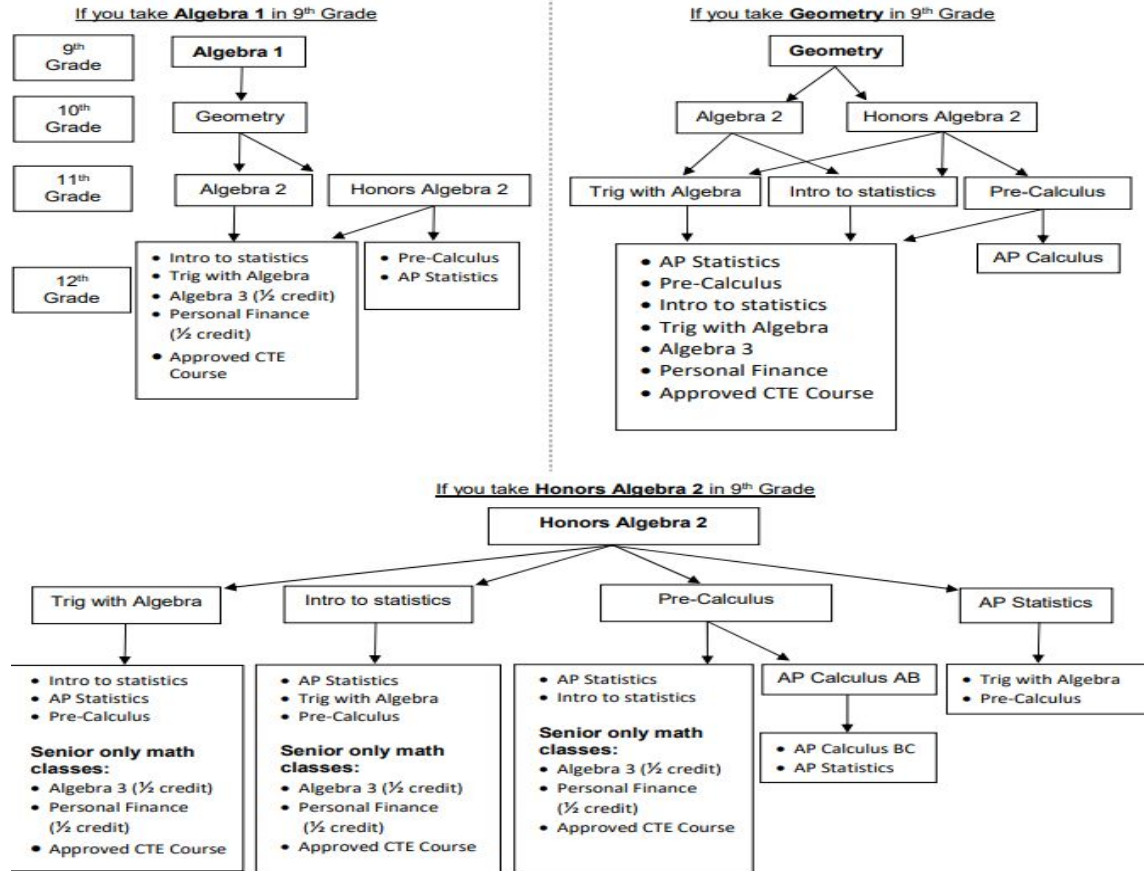 If you take Algebra 1 in 9th Grade
9th
Grade
Algebra 1
10th
Grade
Geometry
11th
Grade
Algebra 2
Honors Algebra 2
12th
Grade
• Intro to statistics
• Trig with Algebra
• Algebra 3 (½ credit)
• Personal Finance
(½ credit)
• Approved CTE
Course
• Pre-Calculus
• AP Statistics
If you take Geometry in 9th Grade
Geometry
Algebra 2
Honors Algebra 2
Trig with Algebra
Intro to statistics
Pre-Calculus
• AP Statistics
• Pre-Calculus
• Intro to statistics
• Trig with Algebra
• Algebra 3
• Personal Finance
• Approved CTE Course
AP Calculus
If you take Honors Algebra 2 in 9th Grade
Honors Algebra 2
Trig with Algebra
Intro to statistics
Pre-Calculus
AP Statistics
• Intro to statistics
• AP Statistics
• Pre-Calculus
Senior only math
classes:
• Algebra 3 (½ credit)
• Personal Finance
(½ credit)
• Approved CTE Course
• AP Statistics
• Trig with Algebra
• Pre-Calculus
Senior only math
classes:
• Algebra 3 (½ credit)
• Personal Finance
(½ credit)
• Approved CTE Course
• AP Statistics
• Intro to statistics
Senior only math
classes:
• Algebra 3 (½ credit)
• Personal Finance
(½ credit)
• Approved CTE Course
AP Calculus AB
• AP Calculus BC
• AP Statistics
• Trig with Algebra
• Pre-Calculus